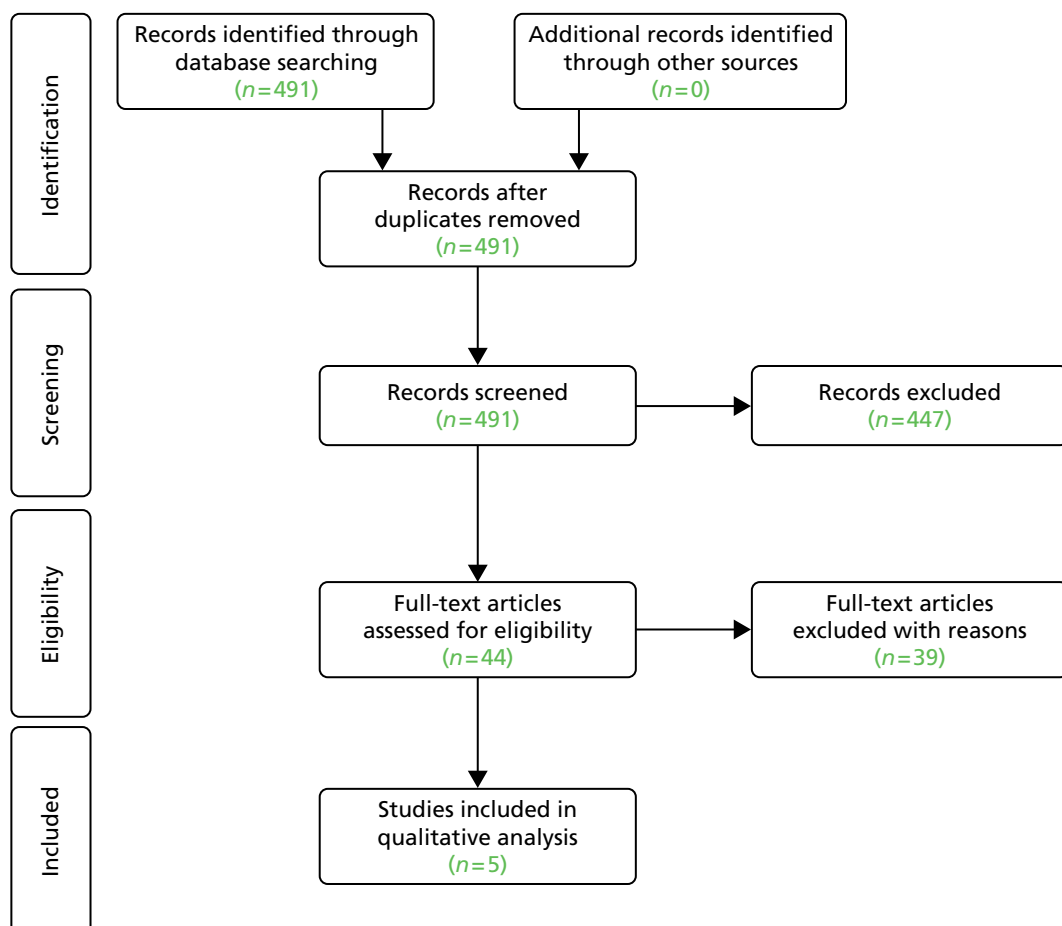 Identification
Records identified through
database searching
(n=491)
Additional records identified
through other sources
(n=0)
Records after
duplicates removed
(n=491)
Screening
Records screened
(n=491)
Records excluded
(n=447)
Eligibility
Full-text articles
assessed for eligibility
(n=44)
Full-text articles
excluded with reasons
(n=39)
Included
Studies included in
qualitative analysis
(n=5)